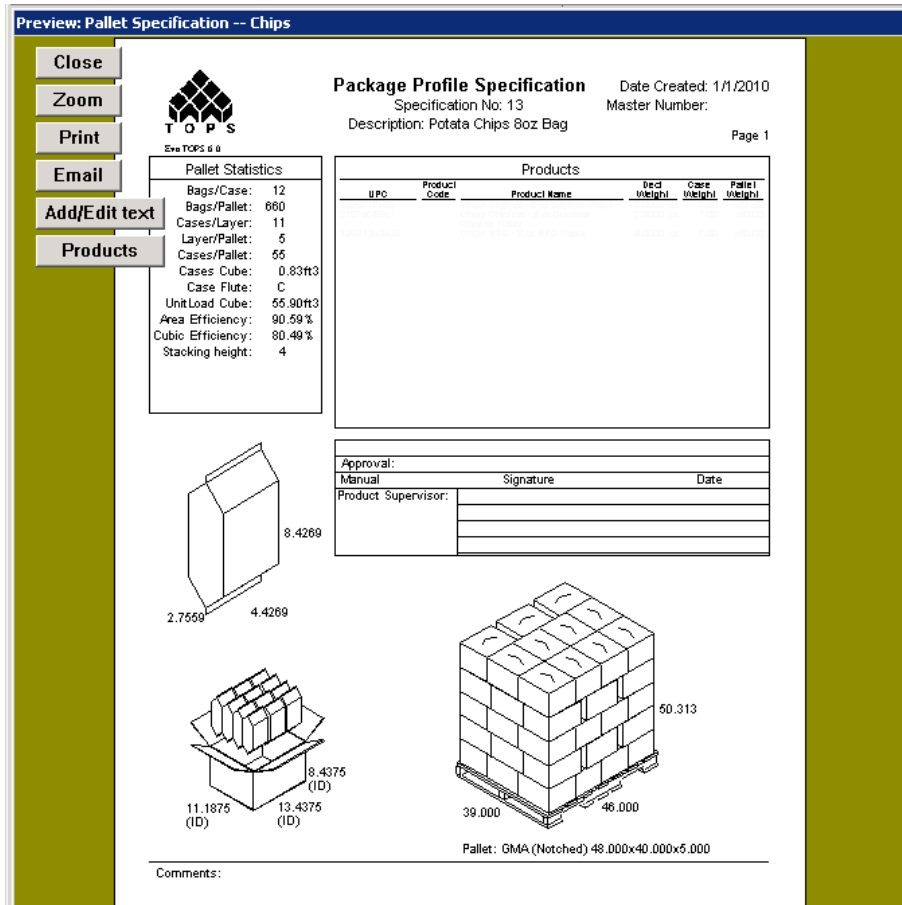 Preview: Pallet Specification -- Chips
Close
Zoom
Print
Email
Add/Edit text
Products
TOPS
Package Profile Specification
Specification No: 13
Description: Potata Chips 8oz Bag
Date Created: 1/1/2010
Master Number:
Page 1
Pallet Statistics
Bags/Case: 12
Bags/Pallet: 660
Cases/Layer: 11
Layer/Pallet: 5
Cases/Pallet: 55
Cases Cube: 0.83ft3
Case Flute: C
UnitLoad Cube: 55.90ft3
Area Efficiency: 90.59%
Cubic Efficiency: 80.49%
Stacking height: 4
Products
UPC Product Code Product Name Decl Weight Case Weight Pallet Weight
Approval:
Manual Signature Date
Product Supervisor:
8.4269
2.7559 4.4269
8.4375
(ID)
11.1875
(ID)
13.4375
(ID)
50.313
39.000 46.000
Pallet: GMA (Notched) 48.000x40.000x5.000
Comments: